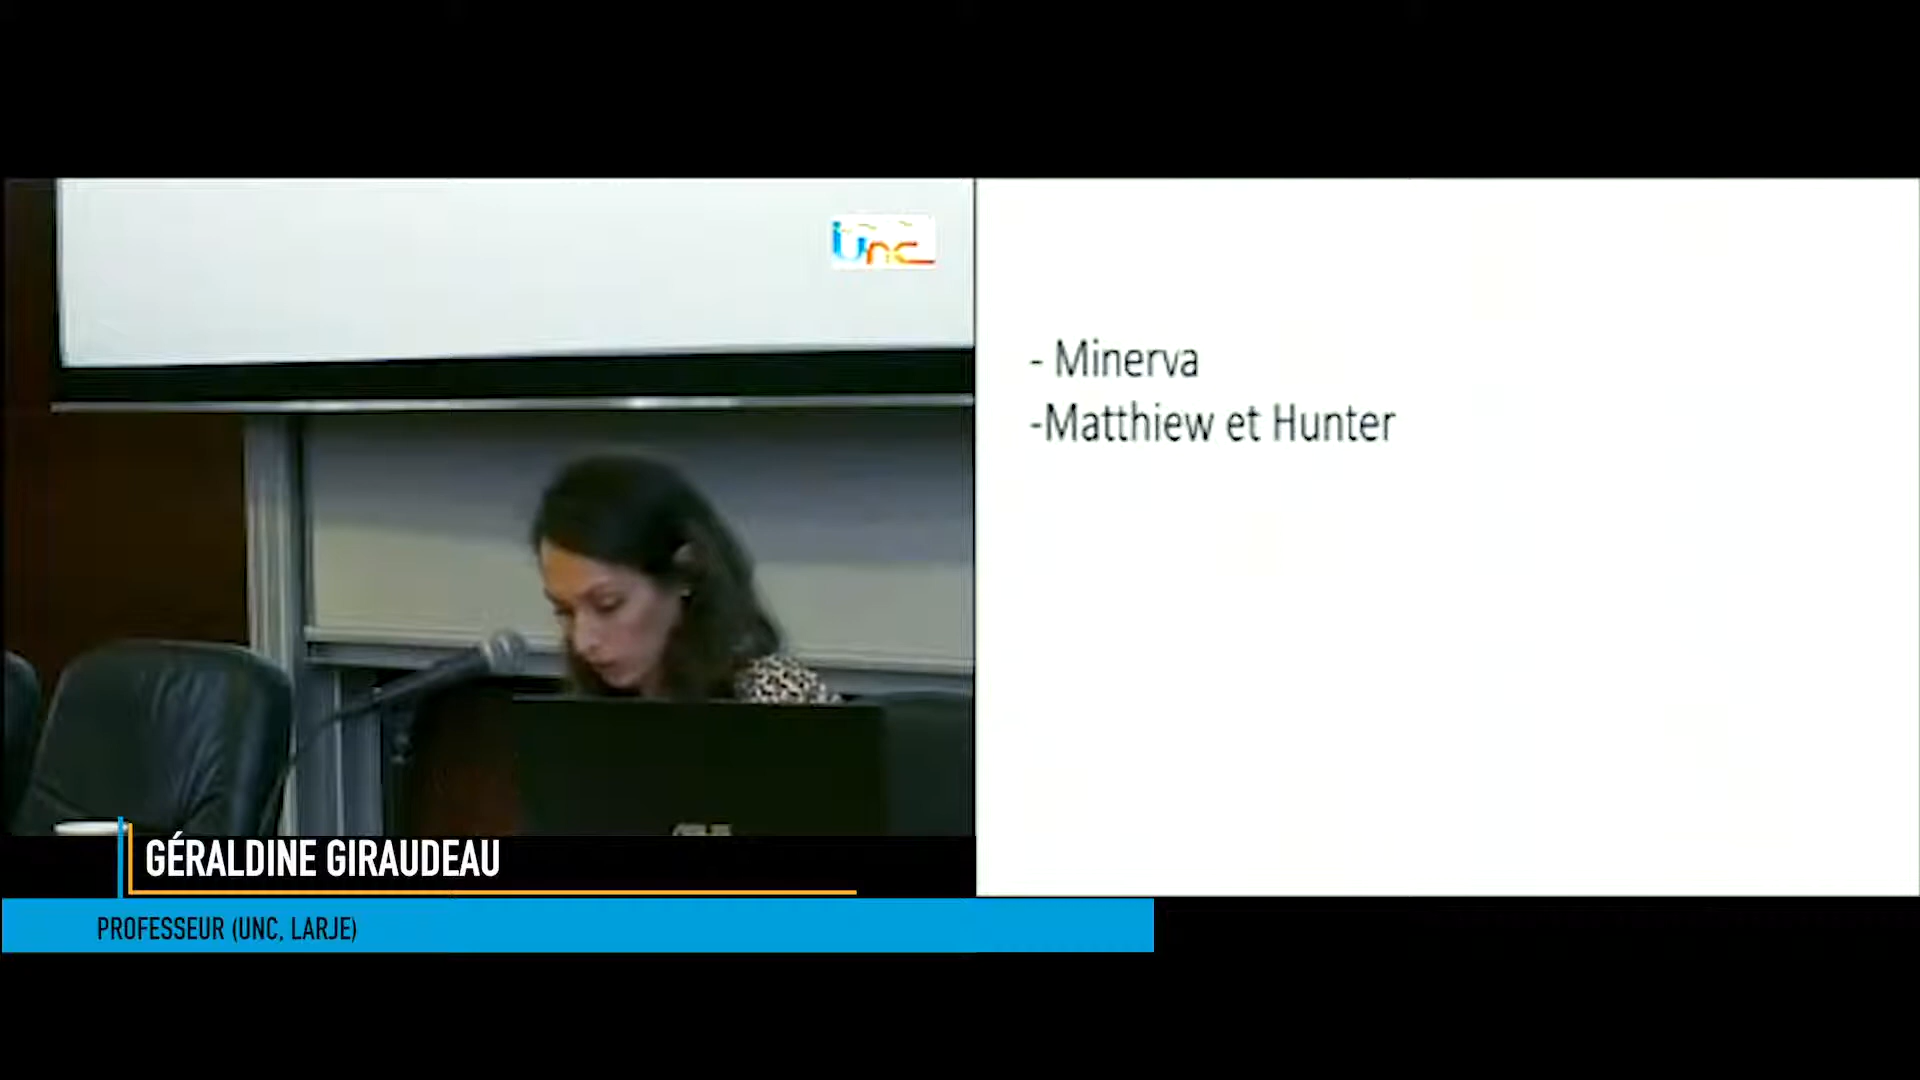 unc
- Minerva
-Matthiew et Hunter
GÉRALDINE GIRAUDEAU
PROFESSEUR (UNC, LARJE)